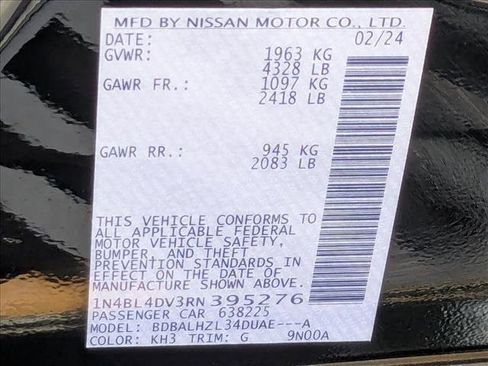 MFD BY NISSAN MOTOR CO., LTD.
DATE: 02/24
GVWR: 1963 KG
4328 LB
GAWR FR.: 1097 KG
2418 LB
GAWR RR.: 945 KG
2083 LB
THIS VEHICLE CONFORMS TO
ALL APPLICABLE FEDERAL
MOTOR VEHICLE SAFETY,
BUMPER, AND THEFT
PREVENTION STANDARDS IN
EFFECT ON THE DATE OF
MANUFACTURE SHOWN ABOVE.
1N4BL4DV3RN395276
PASSENGER CAR 638225
MODEL: BDBALHZL34DUAE---A
COLOR: KH3 TRIM: G 9N00A